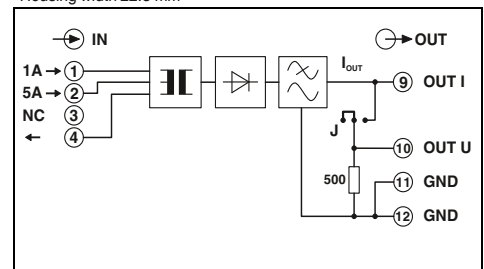 Housing width 22.5 mm
IN
OUT
1A
1
5A
2
NC
3
4
IOUT
9
OUT I
J
10
OUT U
500
11
GND
12
GND